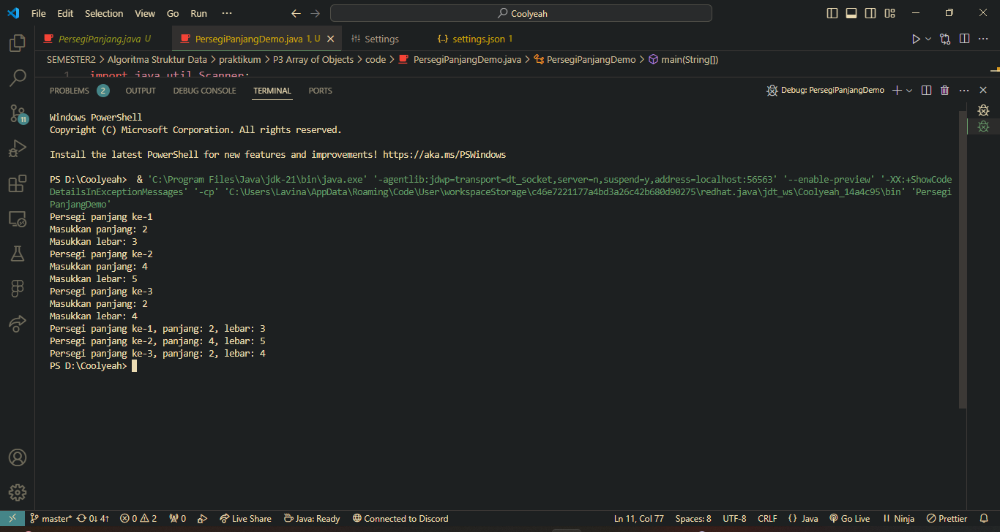 File Edit Selection View Go Run ··· ← → Coolyeah
PersegiPanjang.java U PersegiPanjangDemo.java 1, U Settings {..} settings.json 1
SEMESTER2 > Algoritma Struktur Data > praktikum > P3 Array of Objects > code > PersegiPanjangDemo.java > PersegiPanjangDemo > main(String[])
1 import java.util.Scanner;
PROBLEMS 2 OUTPUT DEBUG CONSOLE TERMINAL PORTS Debug: PersegiPanjangDemo
11
Windows PowerShell
Copyright (C) Microsoft Corporation. All rights reserved.
Install the latest PowerShell for new features and improvements! https://aka.ms/PSWindows
PS D:\Coolyeah>  & 'C:\Program Files\Java\jdk-21\bin\java.exe' '-agentlib:jdwp=transport=dt_socket,server=n,suspend=y,address=localhost:56563' '--enable-preview' '-XX:+ShowCode
DetailsInExceptionMessages' '-cp' 'C:\Users\Lavina\AppData\Roaming\Code\User\workspaceStorage\c46e7221177a4bd3a26c42b680d90275\redhat.java\jdt_ws\Coolyeah_14a4c95\bin' 'Persegi
PanjangDemo'
Persegi panjang ke-1
Masukkan panjang: 2
Masukkan lebar: 3
Persegi panjang ke-2
Masukkan panjang: 4
Masukkan lebar: 5
Persegi panjang ke-3
Masukkan panjang: 2
Masukkan lebar: 4
Persegi panjang ke-1, panjang: 2, lebar: 3
Persegi panjang ke-2, panjang: 4, lebar: 5
Persegi panjang ke-3, panjang: 2, lebar: 4
PS D:\Coolyeah>
master* 0↓ 4↑ 0 2 0 Live Share Java: Ready Connected to Discord Ln 11, Col 77 Spaces: 8 UTF-8 CRLF {} Java Go Live Ninja Prettier